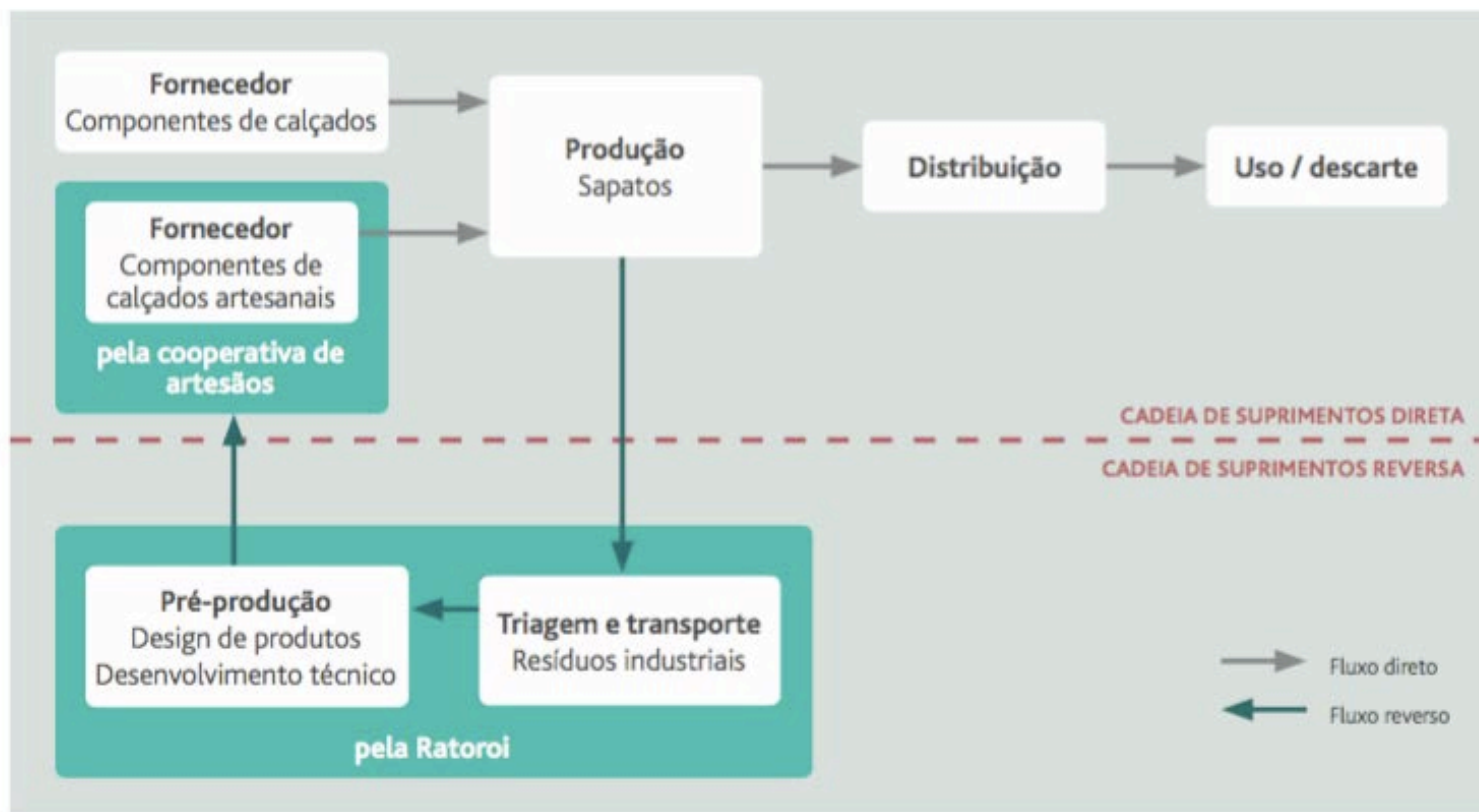 Fornecedor
Componentes de calçados
Produção
Sapatos
Distribuição
Uso / descarte
Fornecedor
Componentes de
calçados artesanais
pela cooperativa de
artesãos
CADEIA DE SUPRIMENTOS DIRETA
CADEIA DE SUPRIMENTOS REVERSA
Pré-produção
Design de produtos
Desenvolvimento técnico
Triagem e transporte
Resíduos industriais
pela Ratoroi
Fluxo direto
Fluxo reverso